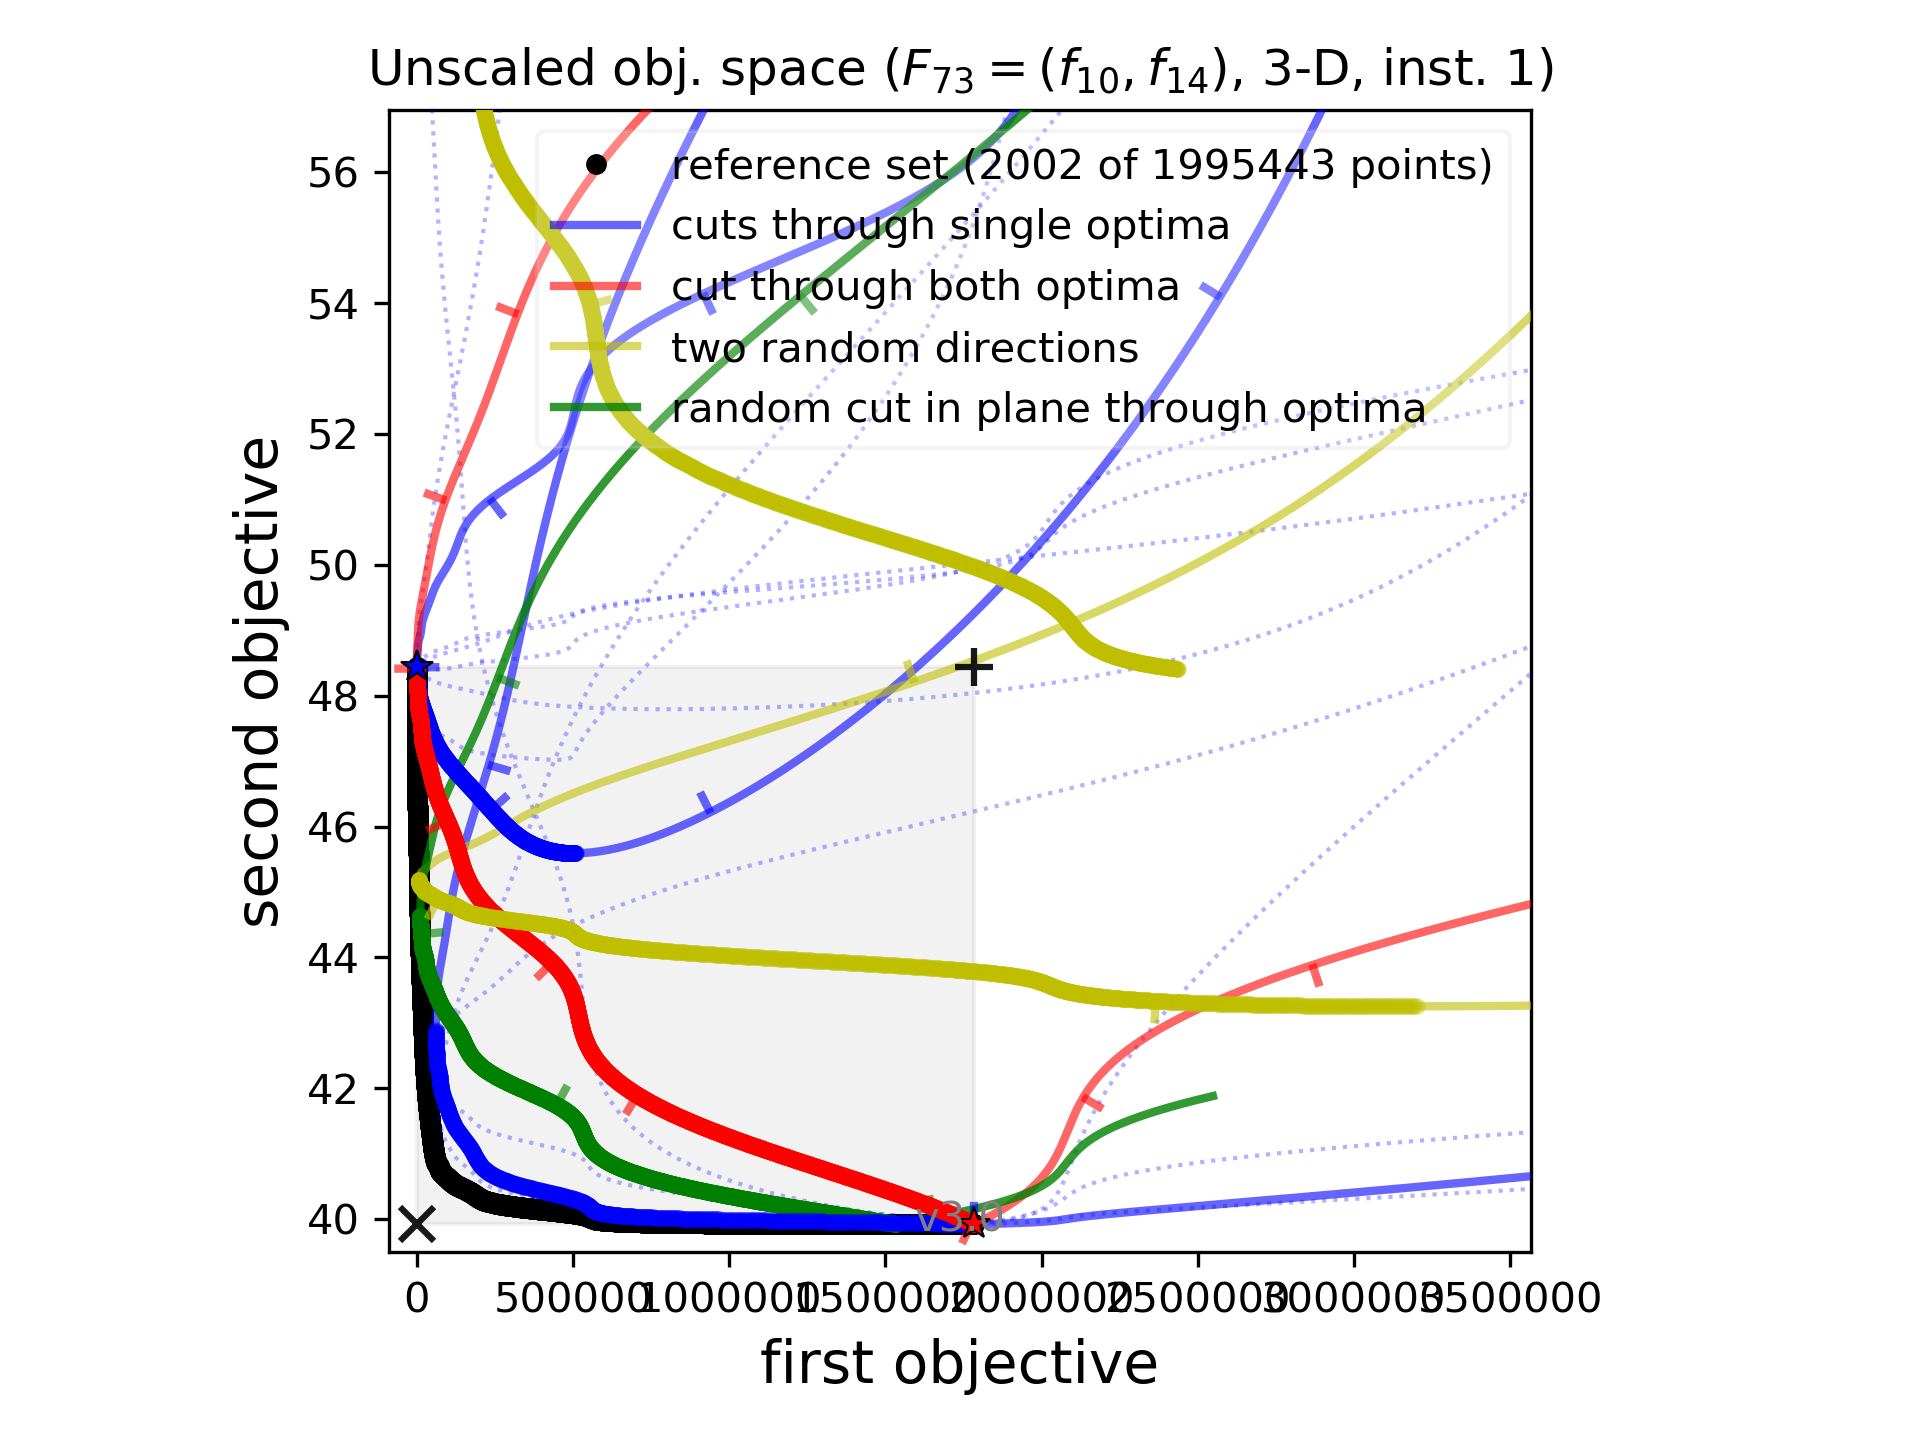 Unscaled obj. space (F73 = (f10, f14), 3-D, inst. 1)
reference set (2002 of 1995443 points)
cuts through single optima
cut through both optima
two random directions
random cut in plane through optima
second objective
56
54
52
50
48
46
44
42
40
0 500000 1000000 1500000 2000000 2500000 3000000 3500000
first objective